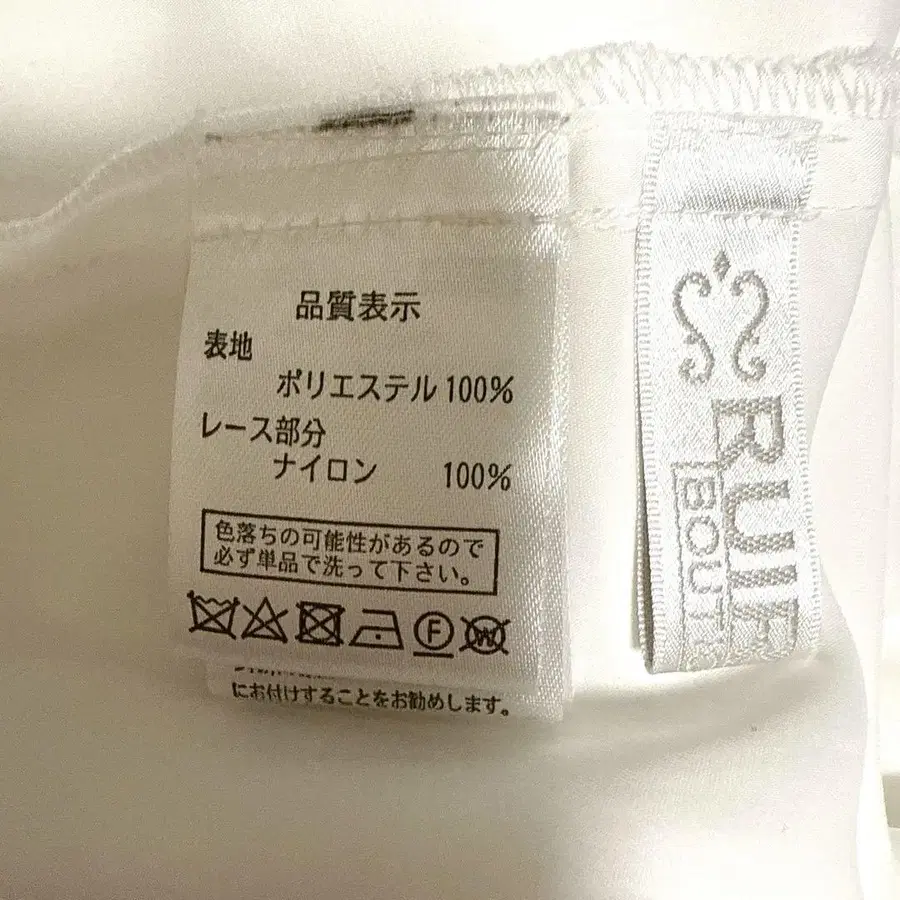 品質表示
表地
ポリエステル 100%
レース部分
ナイロン 100%
色落ちの可能性があるので
必ず単品で洗って下さい。
F W
にお付けすることをお勧めします。
RUIR
BOUT